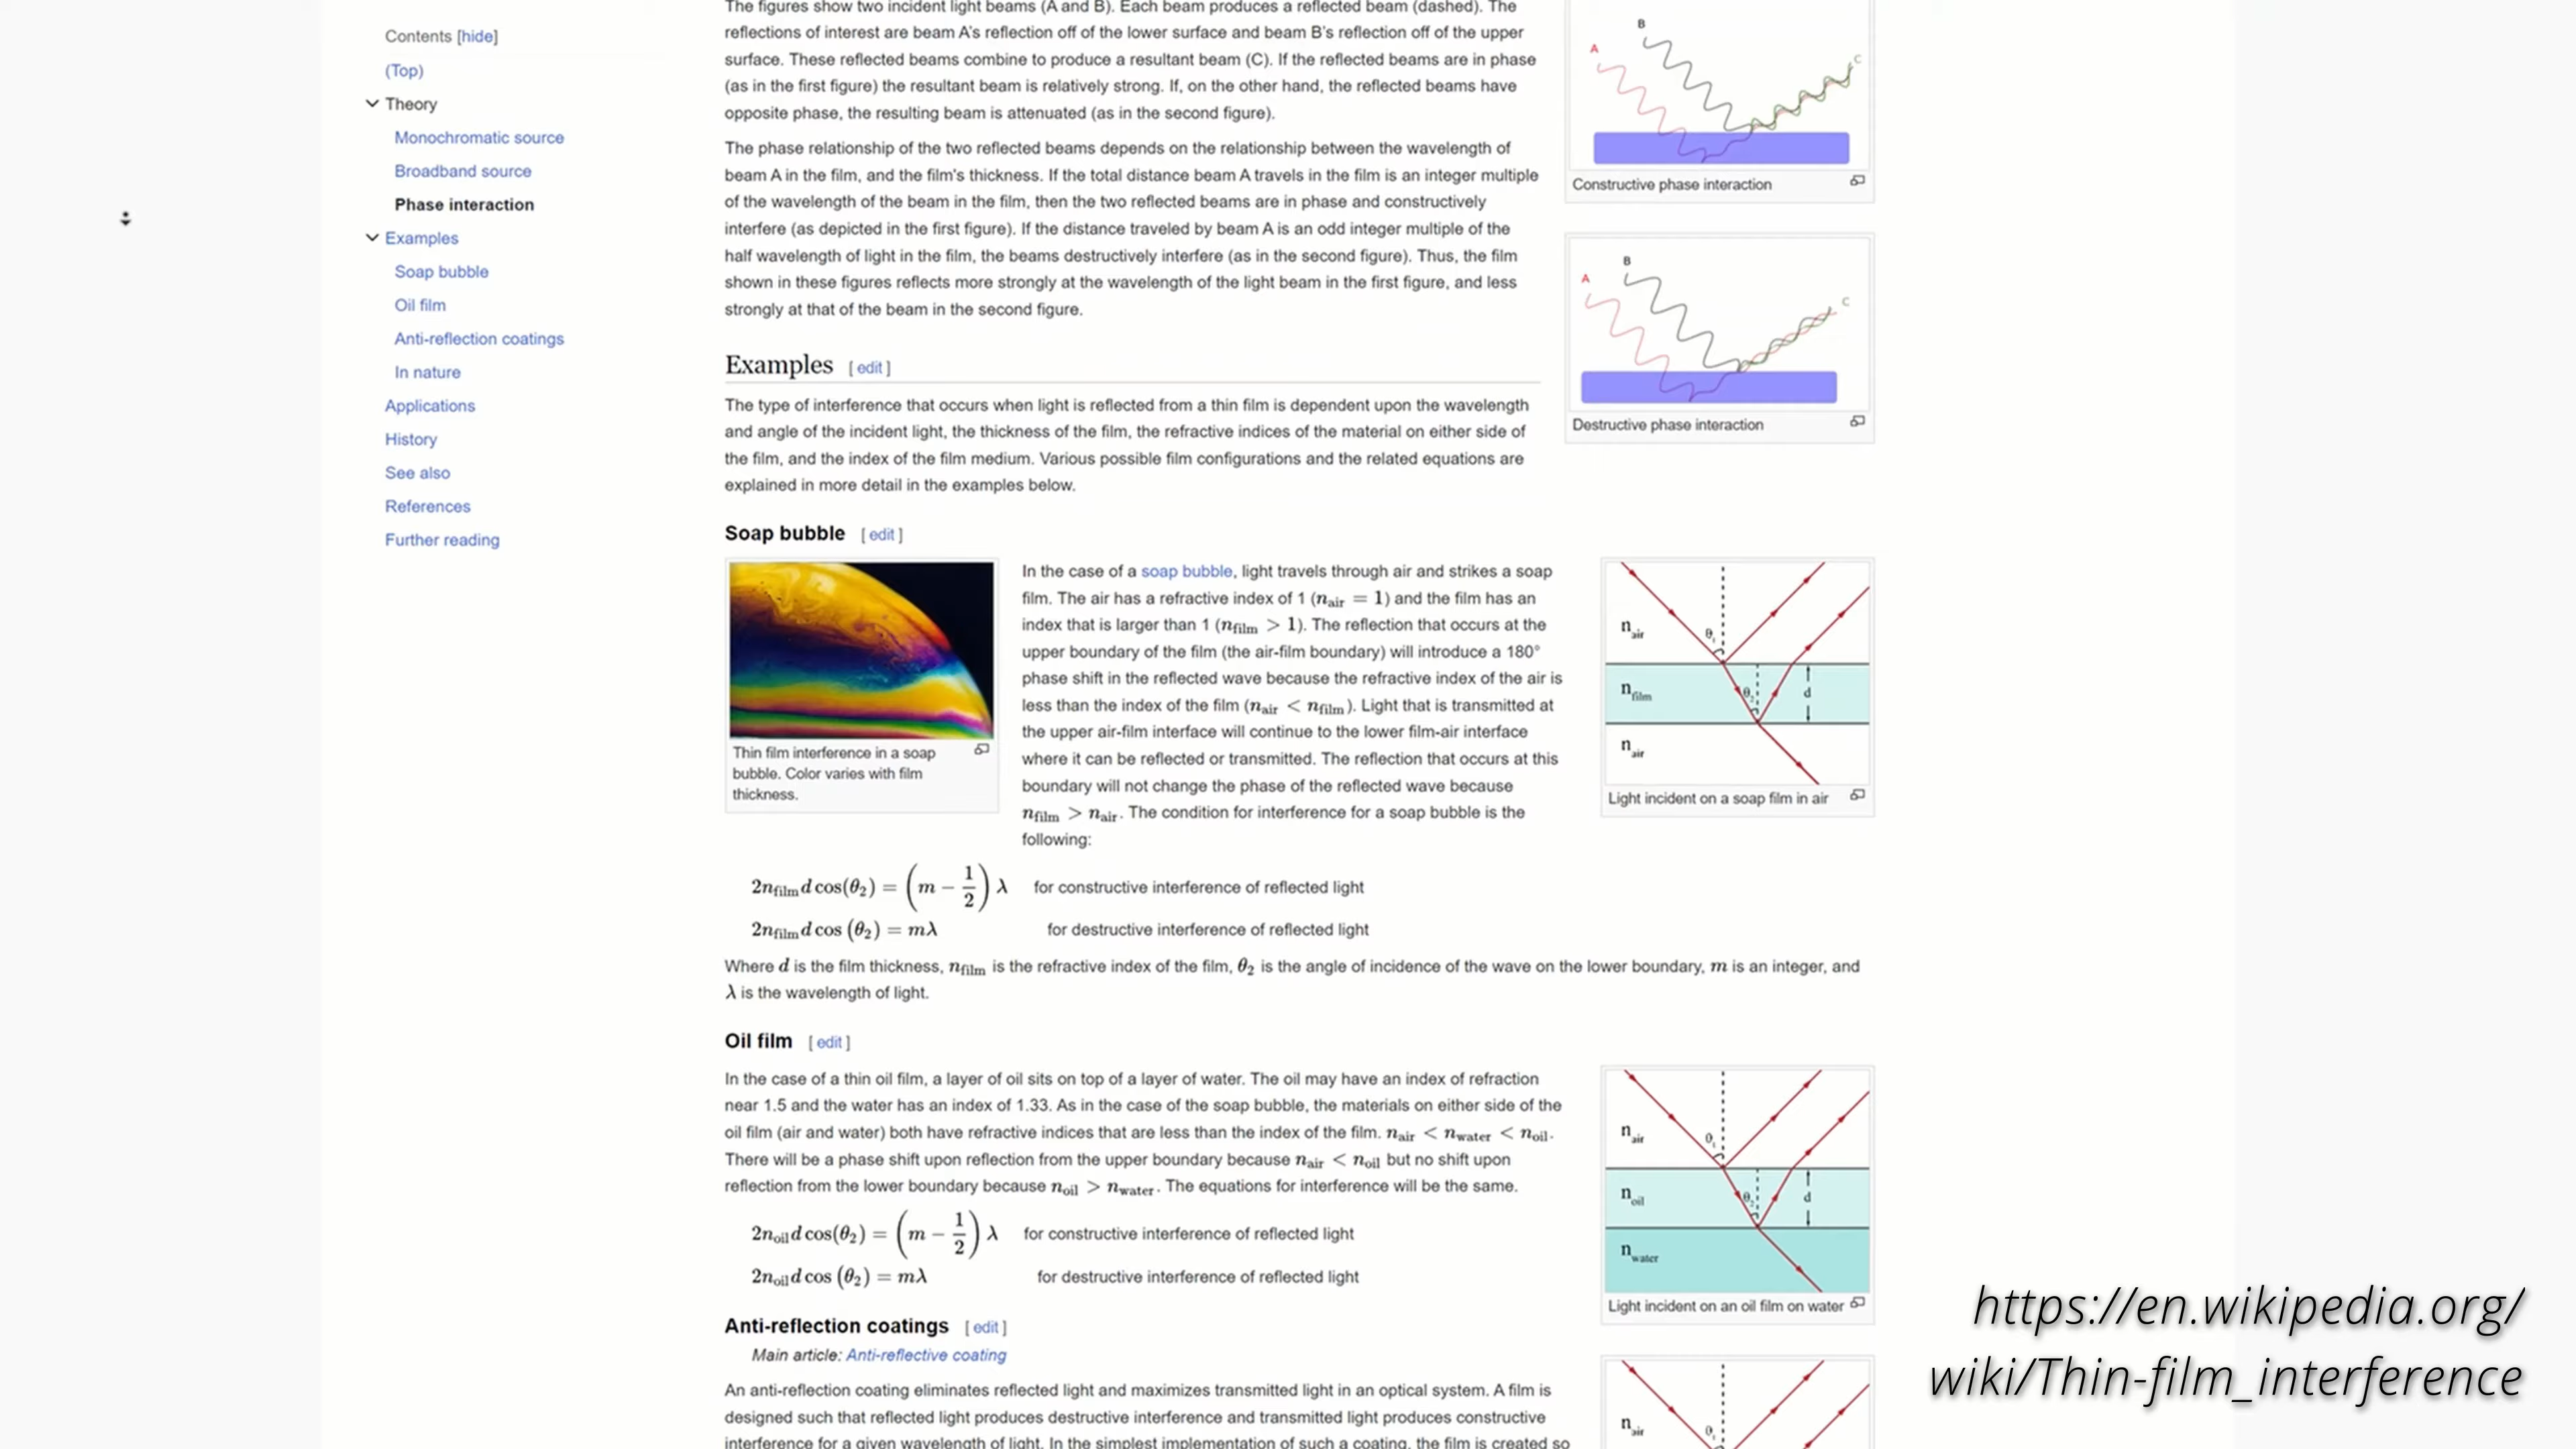 Contents [hide]
(Top)
Theory
Monochromatic source
Broadband source
Phase interaction
Examples
Soap bubble
Oil film
Anti-reflection coatings
In nature
Applications
History
See also
References
Further reading
The figures show two incident light beams (A and B). Each beam produces a reflected beam (dashed). The
reflections of interest are beam A's reflection off of the lower surface and beam B's reflection off of the upper
surface. These reflected beams combine to produce a resultant beam (C). If the reflected beams are in phase
(as in the first figure) the resultant beam is relatively strong. If, on the other hand, the reflected beams have
opposite phase, the resulting beam is attenuated (as in the second figure).
The phase relationship of the two reflected beams depends on the relationship between the wavelength of
beam A in the film, and the film's thickness. If the total distance beam A travels in the film is an integer multiple
of the wavelength of the beam in the film, then the two reflected beams are in phase and constructively
interfere (as depicted in the first figure). If the distance traveled by beam A is an odd integer multiple of the
half wavelength of light in the film, the beams destructively interfere (as in the second figure). Thus, the film
shown in these figures reflects more strongly at the wavelength of the light beam in the first figure, and less
strongly at that of the beam in the second figure.
A
B
C
Constructive phase interaction
A
B
C
Destructive phase interaction
Examples [ edit ]
The type of interference that occurs when light is reflected from a thin film is dependent upon the wavelength
and angle of the incident light, the thickness of the film, the refractive indices of the material on either side of
the film, and the index of the film medium. Various possible film configurations and the related equations are
explained in more detail in the examples below.
Soap bubble [ edit ]
Thin film interference in a soap
bubble. Color varies with film
thickness.
In the case of a soap bubble, light travels through air and strikes a soap
film. The air has a refractive index of 1 (n_air = 1) and the film has an
index that is larger than 1 (n_film > 1). The reflection that occurs at the
upper boundary of the film (the air-film boundary) will introduce a 180°
phase shift in the reflected wave because the refractive index of the air is
less than the index of the film (n_air < n_film). Light that is transmitted at
the upper air-film interface will continue to the lower film-air interface
where it can be reflected or transmitted. The reflection that occurs at this
boundary will not change the phase of the reflected wave because
n_film > n_air. The condition for interference for a soap bubble is the
following:
n_air
θ₁
n_film
θ₂
d
n_air
Light incident on a soap film in air
2n_film d cos(θ₂) = (m − 1/2) λ for constructive interference of reflected light
2n_film d cos (θ₂) = mλ for destructive interference of reflected light
Where d is the film thickness, n_film is the refractive index of the film, θ₂ is the angle of incidence of the wave on the lower boundary, m is an integer, and
λ is the wavelength of light.
Oil film [ edit ]
In the case of a thin oil film, a layer of oil sits on top of a layer of water. The oil may have an index of refraction
near 1.5 and the water has an index of 1.33. As in the case of the soap bubble, the materials on either side of the
oil film (air and water) both have refractive indices that are less than the index of the film. n_air < n_water < n_oil.
There will be a phase shift upon reflection from the upper boundary because n_air < n_oil but no shift upon
reflection from the lower boundary because n_oil > n_water. The equations for interference will be the same.
2n_oil d cos(θ₂) = (m − 1/2) λ for constructive interference of reflected light
2n_oil d cos (θ₂) = mλ for destructive interference of reflected light
n_air
θ₁
n_oil
θ₂
d
n_water
Light incident on an oil film on water
Anti-reflection coatings [ edit ]
Main article: Anti-reflective coating
An anti-reflection coating eliminates reflected light and maximizes transmitted light in an optical system. A film is
designed such that reflected light produces destructive interference and transmitted light produces constructive
interference for a given wavelength of light. In the simplest implementation of such a coating, the film is created so
n_air
θ₁
https://en.wikipedia.org/
wiki/Thin-film_interference